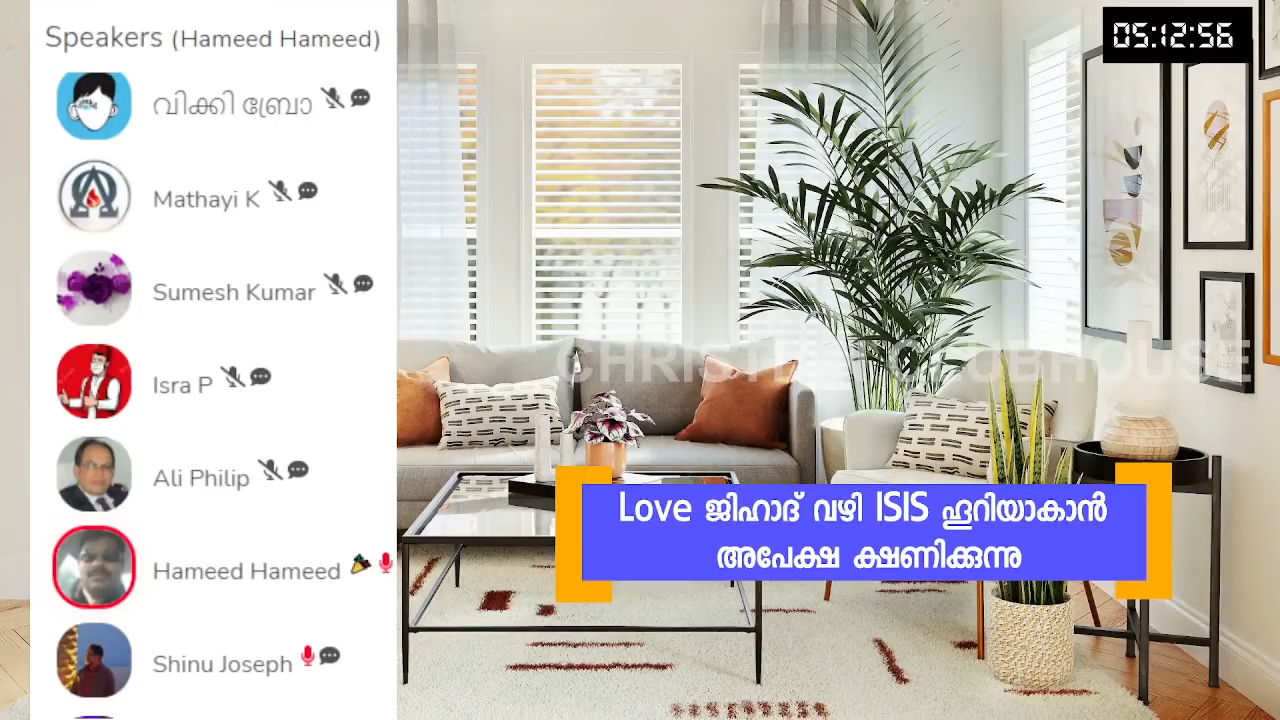 Speakers (Hameed Hameed)
05:12:56
വിക്കി ബ്രോ
Mathayi K
Sumesh Kumar
Isra P
Ali Philip
Hameed Hameed
Shinu Joseph
CLUBHOUSE
Love ജിഹാദ് വഴി ISIS ഹൂറിയാകാൻ
അപേക്ഷ ക്ഷണിക്കുന്നു